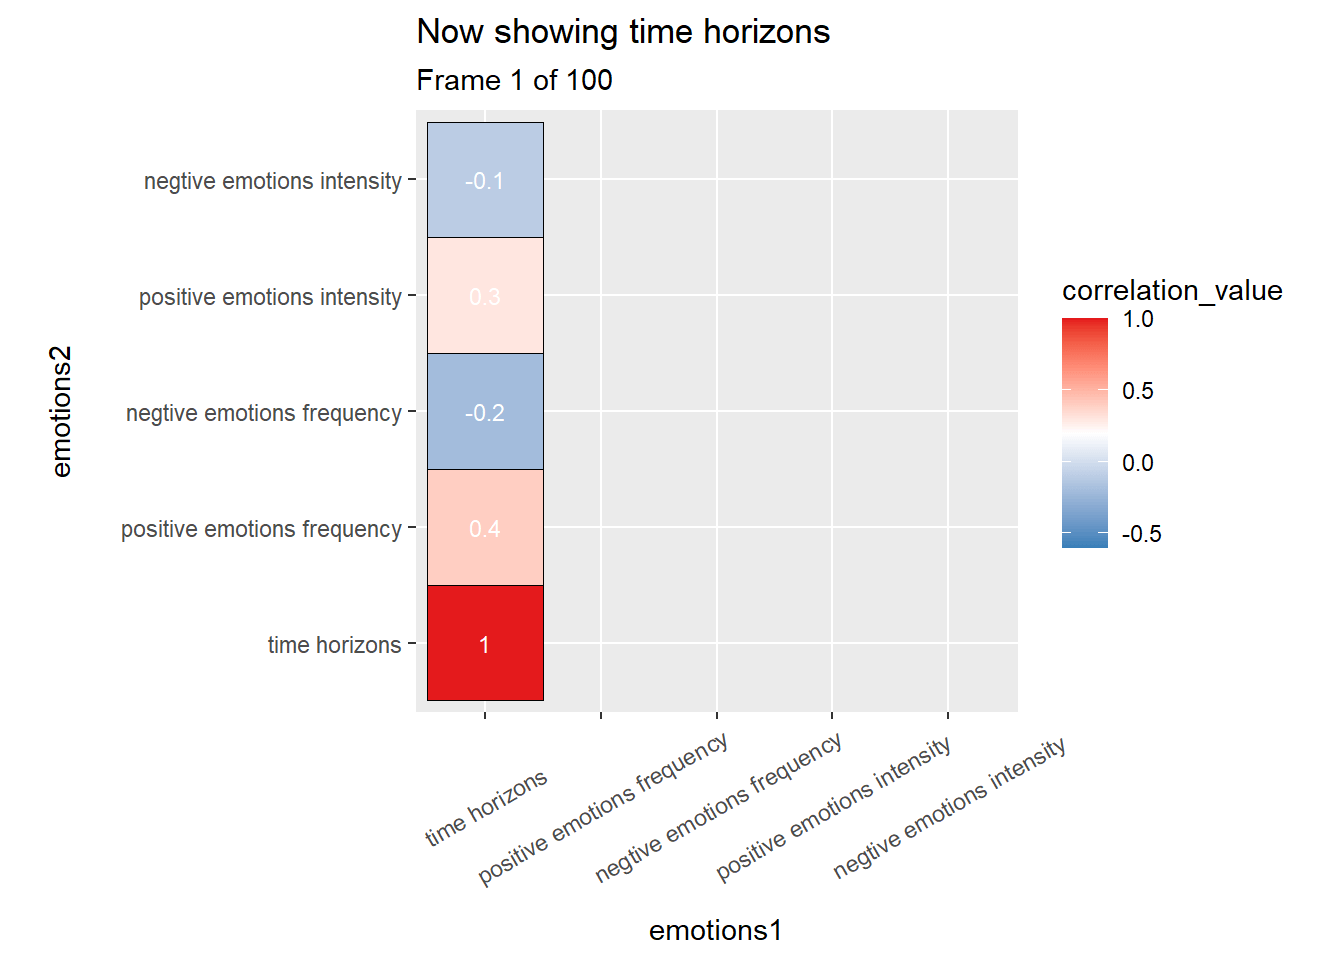 Now showing time horizons
Frame 1 of 100
emotions2
negtive emotions intensity
positive emotions intensity
negtive emotions frequency
positive emotions frequency
time horizons
-0.1
0.3
-0.2
0.4
1
time horizons
positive emotions frequency
negtive emotions frequency
positive emotions intensity
negtive emotions intensity
emotions1
correlation_value
1.0
0.5
0.0
-0.5